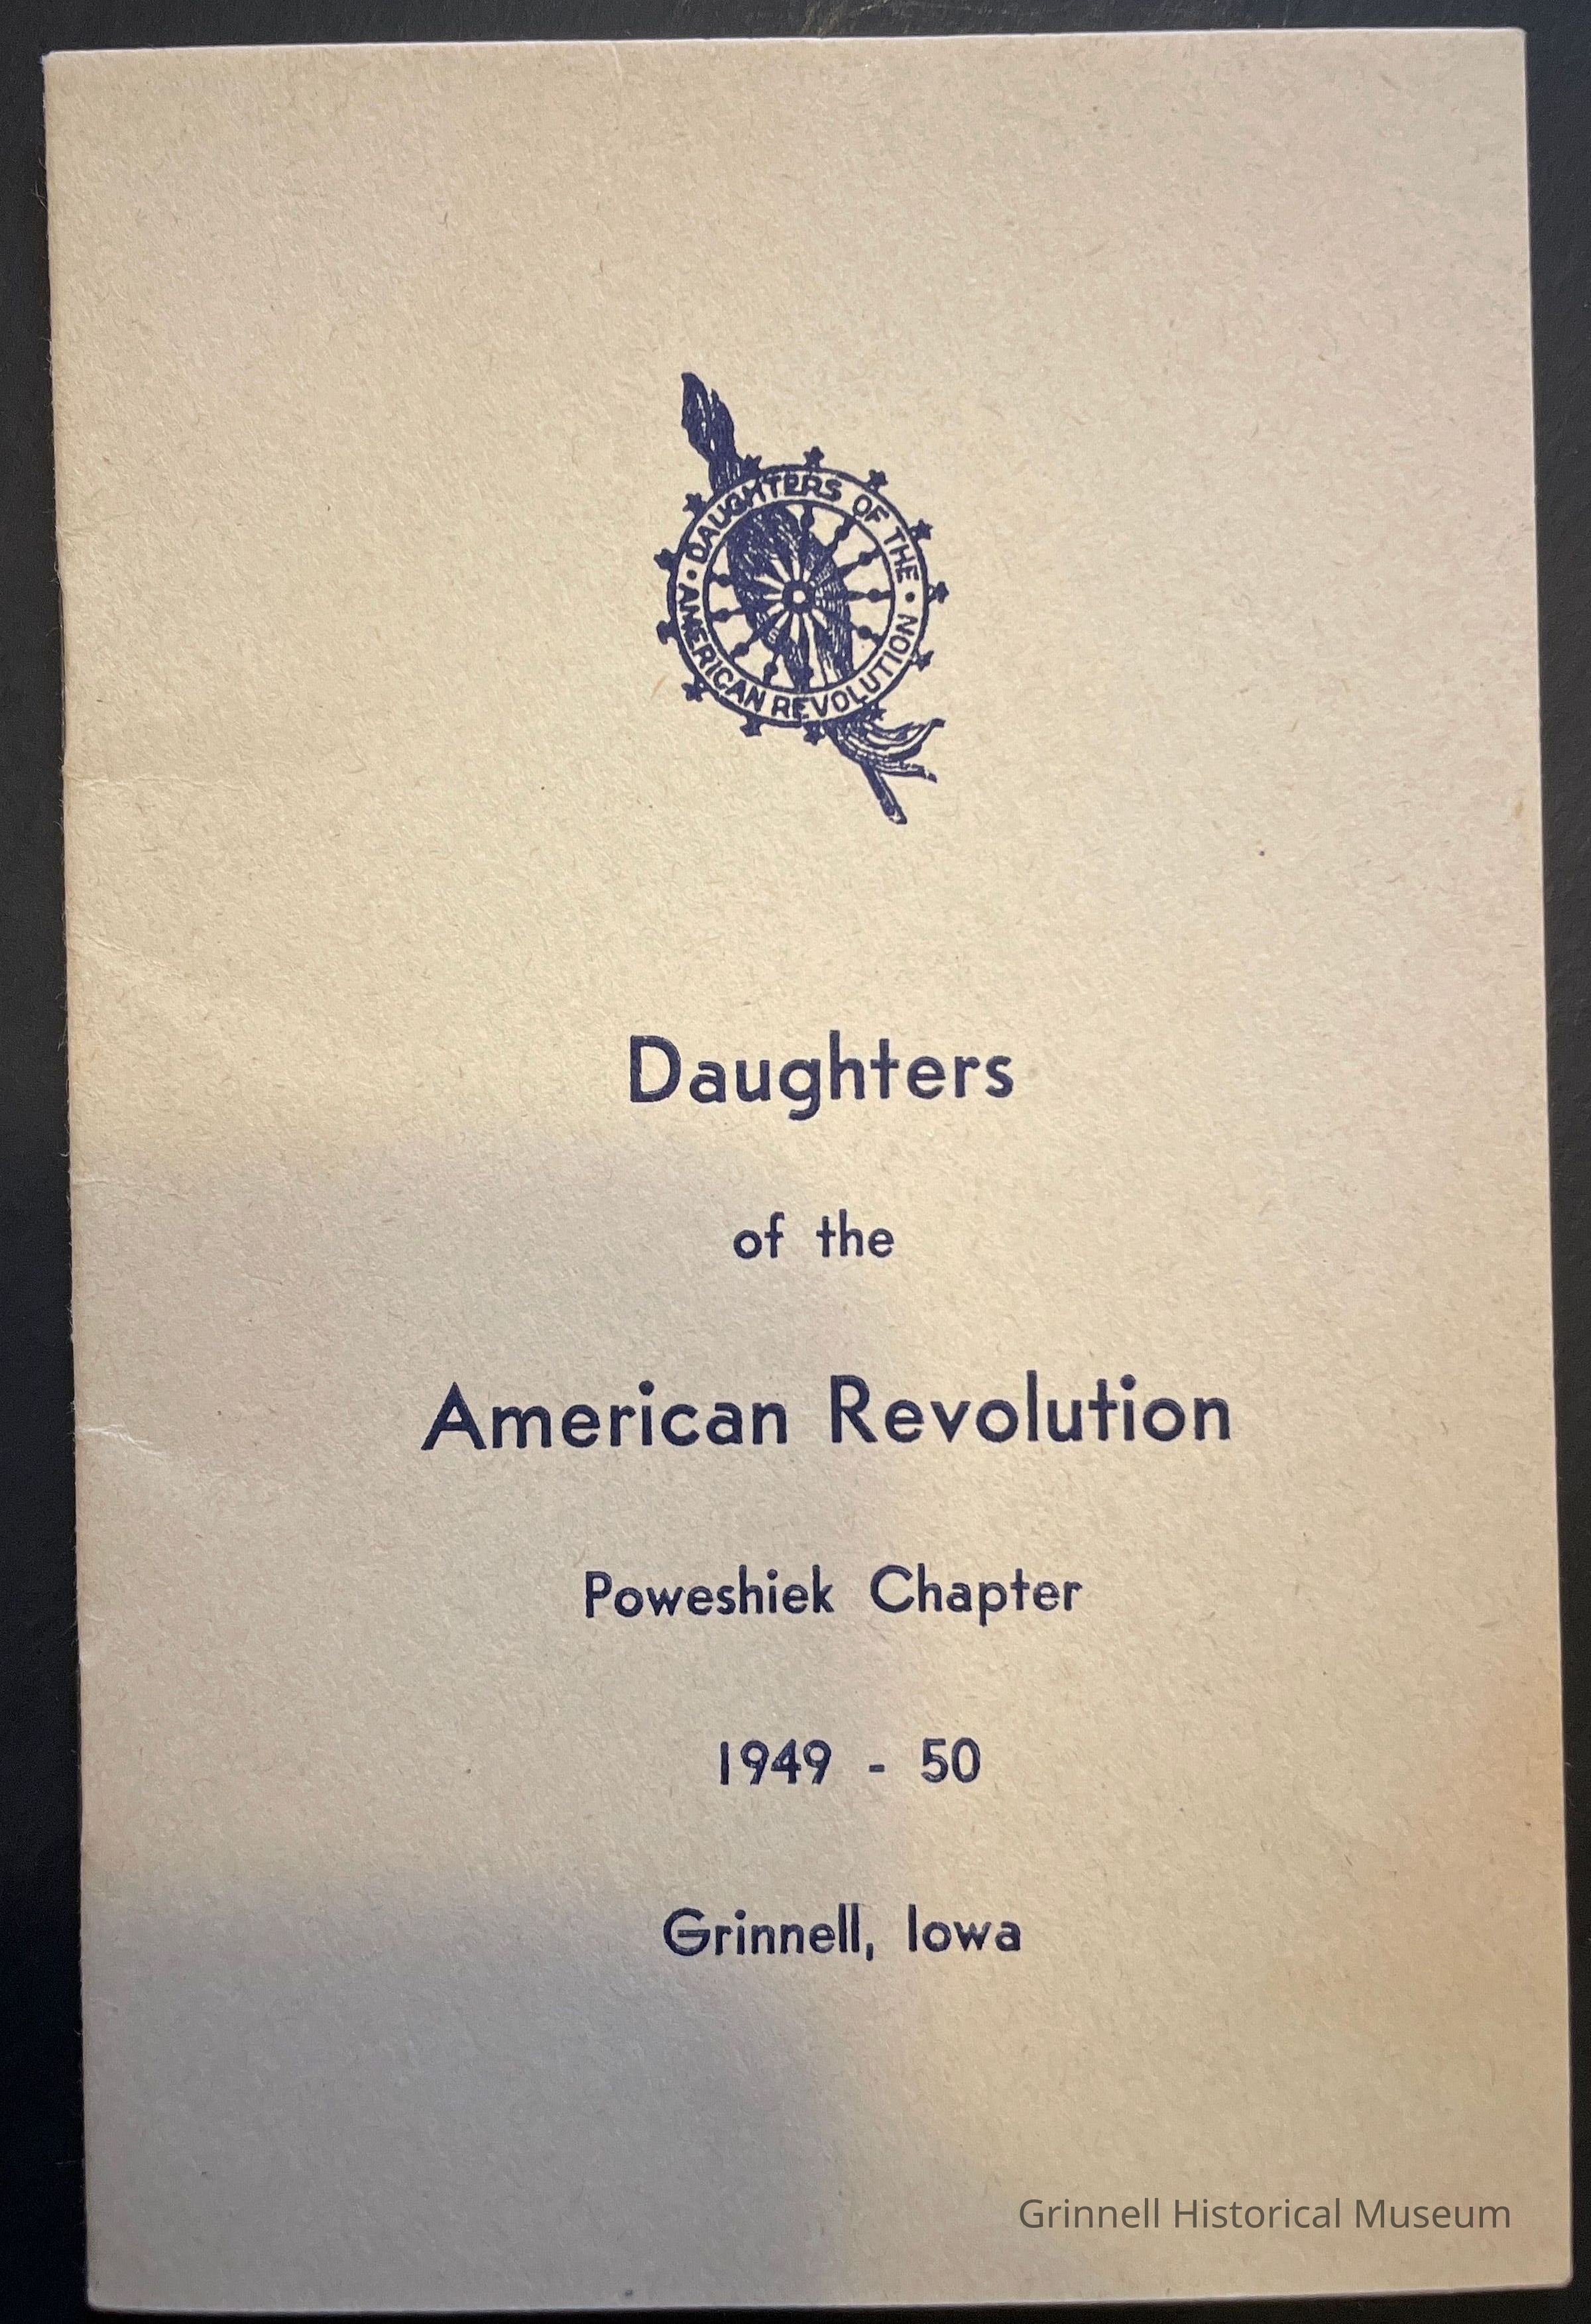 DAUGHTERS OF THE
AMERICAN REVOLUTION
Daughters
of the
American Revolution
Poweshiek Chapter
1949 - 50
Grinnell, Iowa
Grinnell Historical Museum